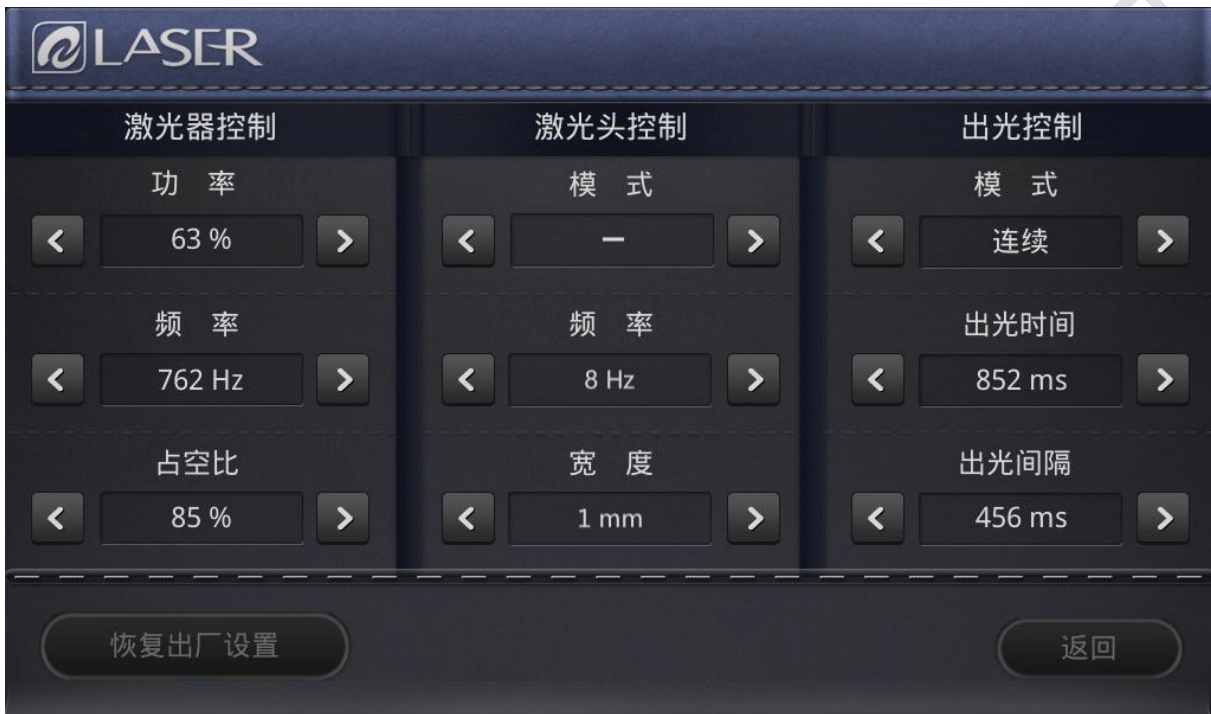 LASER
激光器控制
功 率
63 %
频 率
762 Hz
占空比
85 %
激光头控制
模 式
–
频 率
8 Hz
宽 度
1 mm
出光控制
模 式
连续
出光时间
852 ms
出光间隔
456 ms
恢复出厂设置
返回